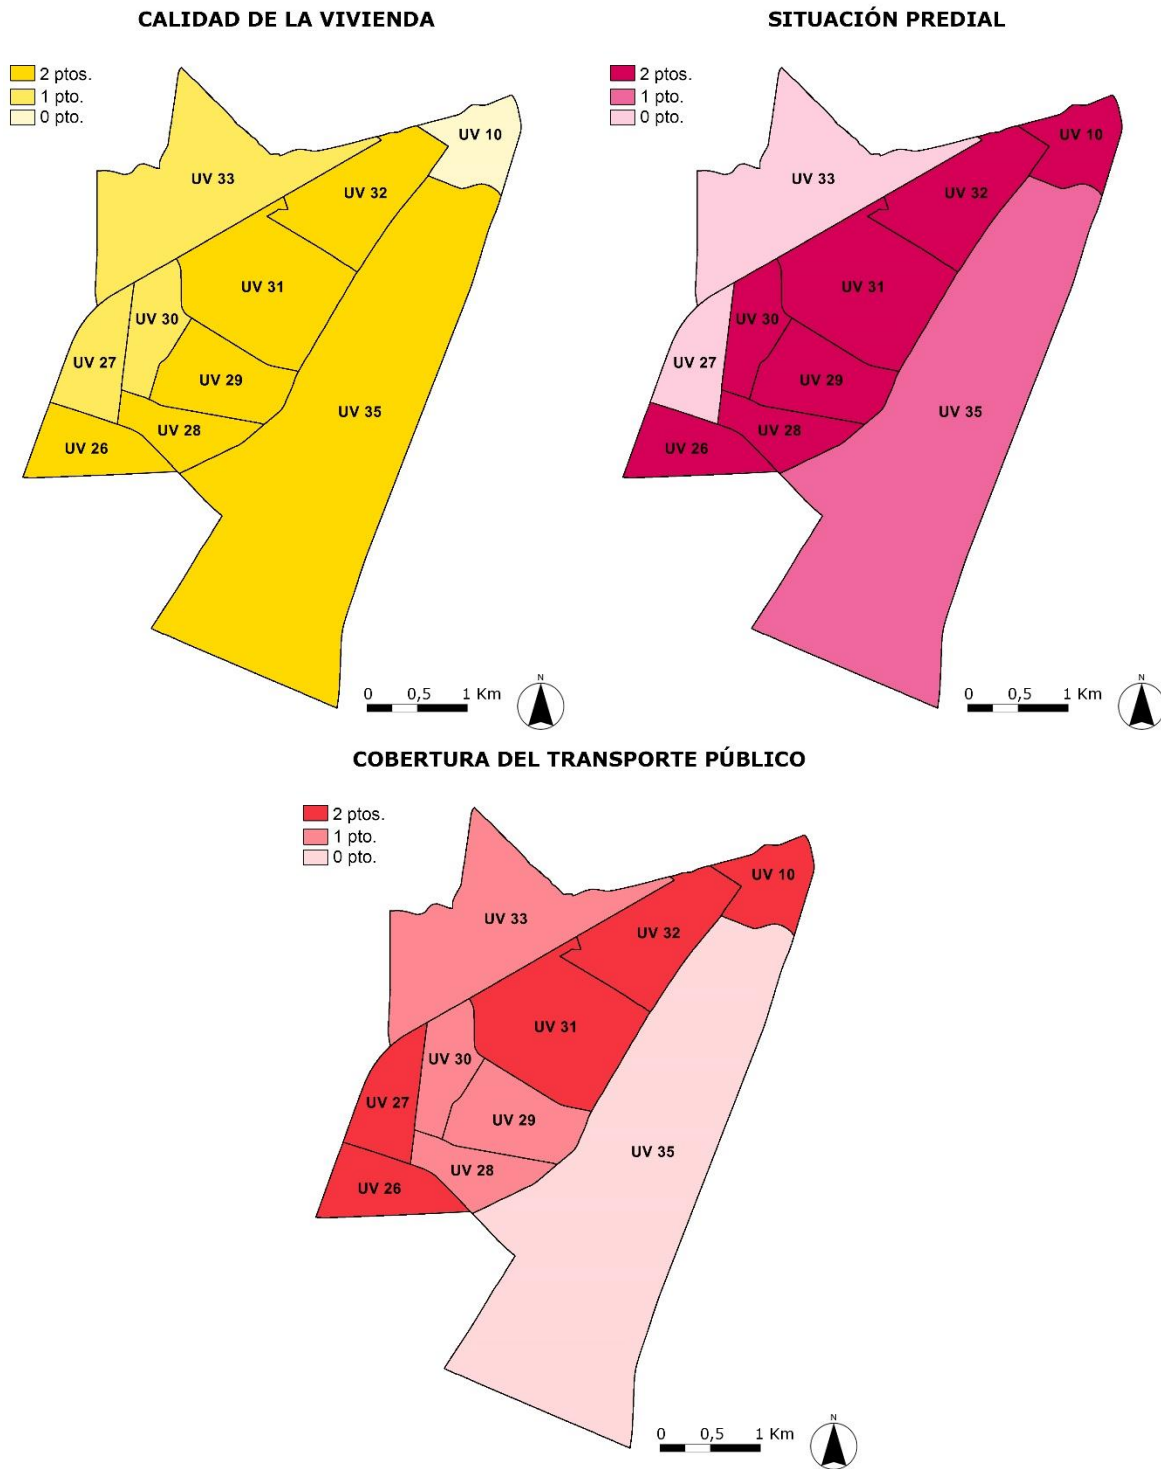 CALIDAD DE LA VIVIENDA
2 ptos.
1 pto.
0 pto.
UV 10
UV 33
UV 32
UV 31
UV 30
UV 27
UV 29
UV 35
UV 28
UV 26
0 0,5 1 Km
N
SITUACIÓN PREDIAL
2 ptos.
1 pto.
0 pto.
UV 10
UV 33
UV 32
UV 31
UV 30
UV 27
UV 29
UV 35
UV 28
UV 26
0 0,5 1 Km
N
COBERTURA DEL TRANSPORTE PÚBLICO
2 ptos.
1 pto.
0 pto.
UV 10
UV 33
UV 32
UV 31
UV 30
UV 27
UV 29
UV 35
UV 28
UV 26
0 0,5 1 Km
N